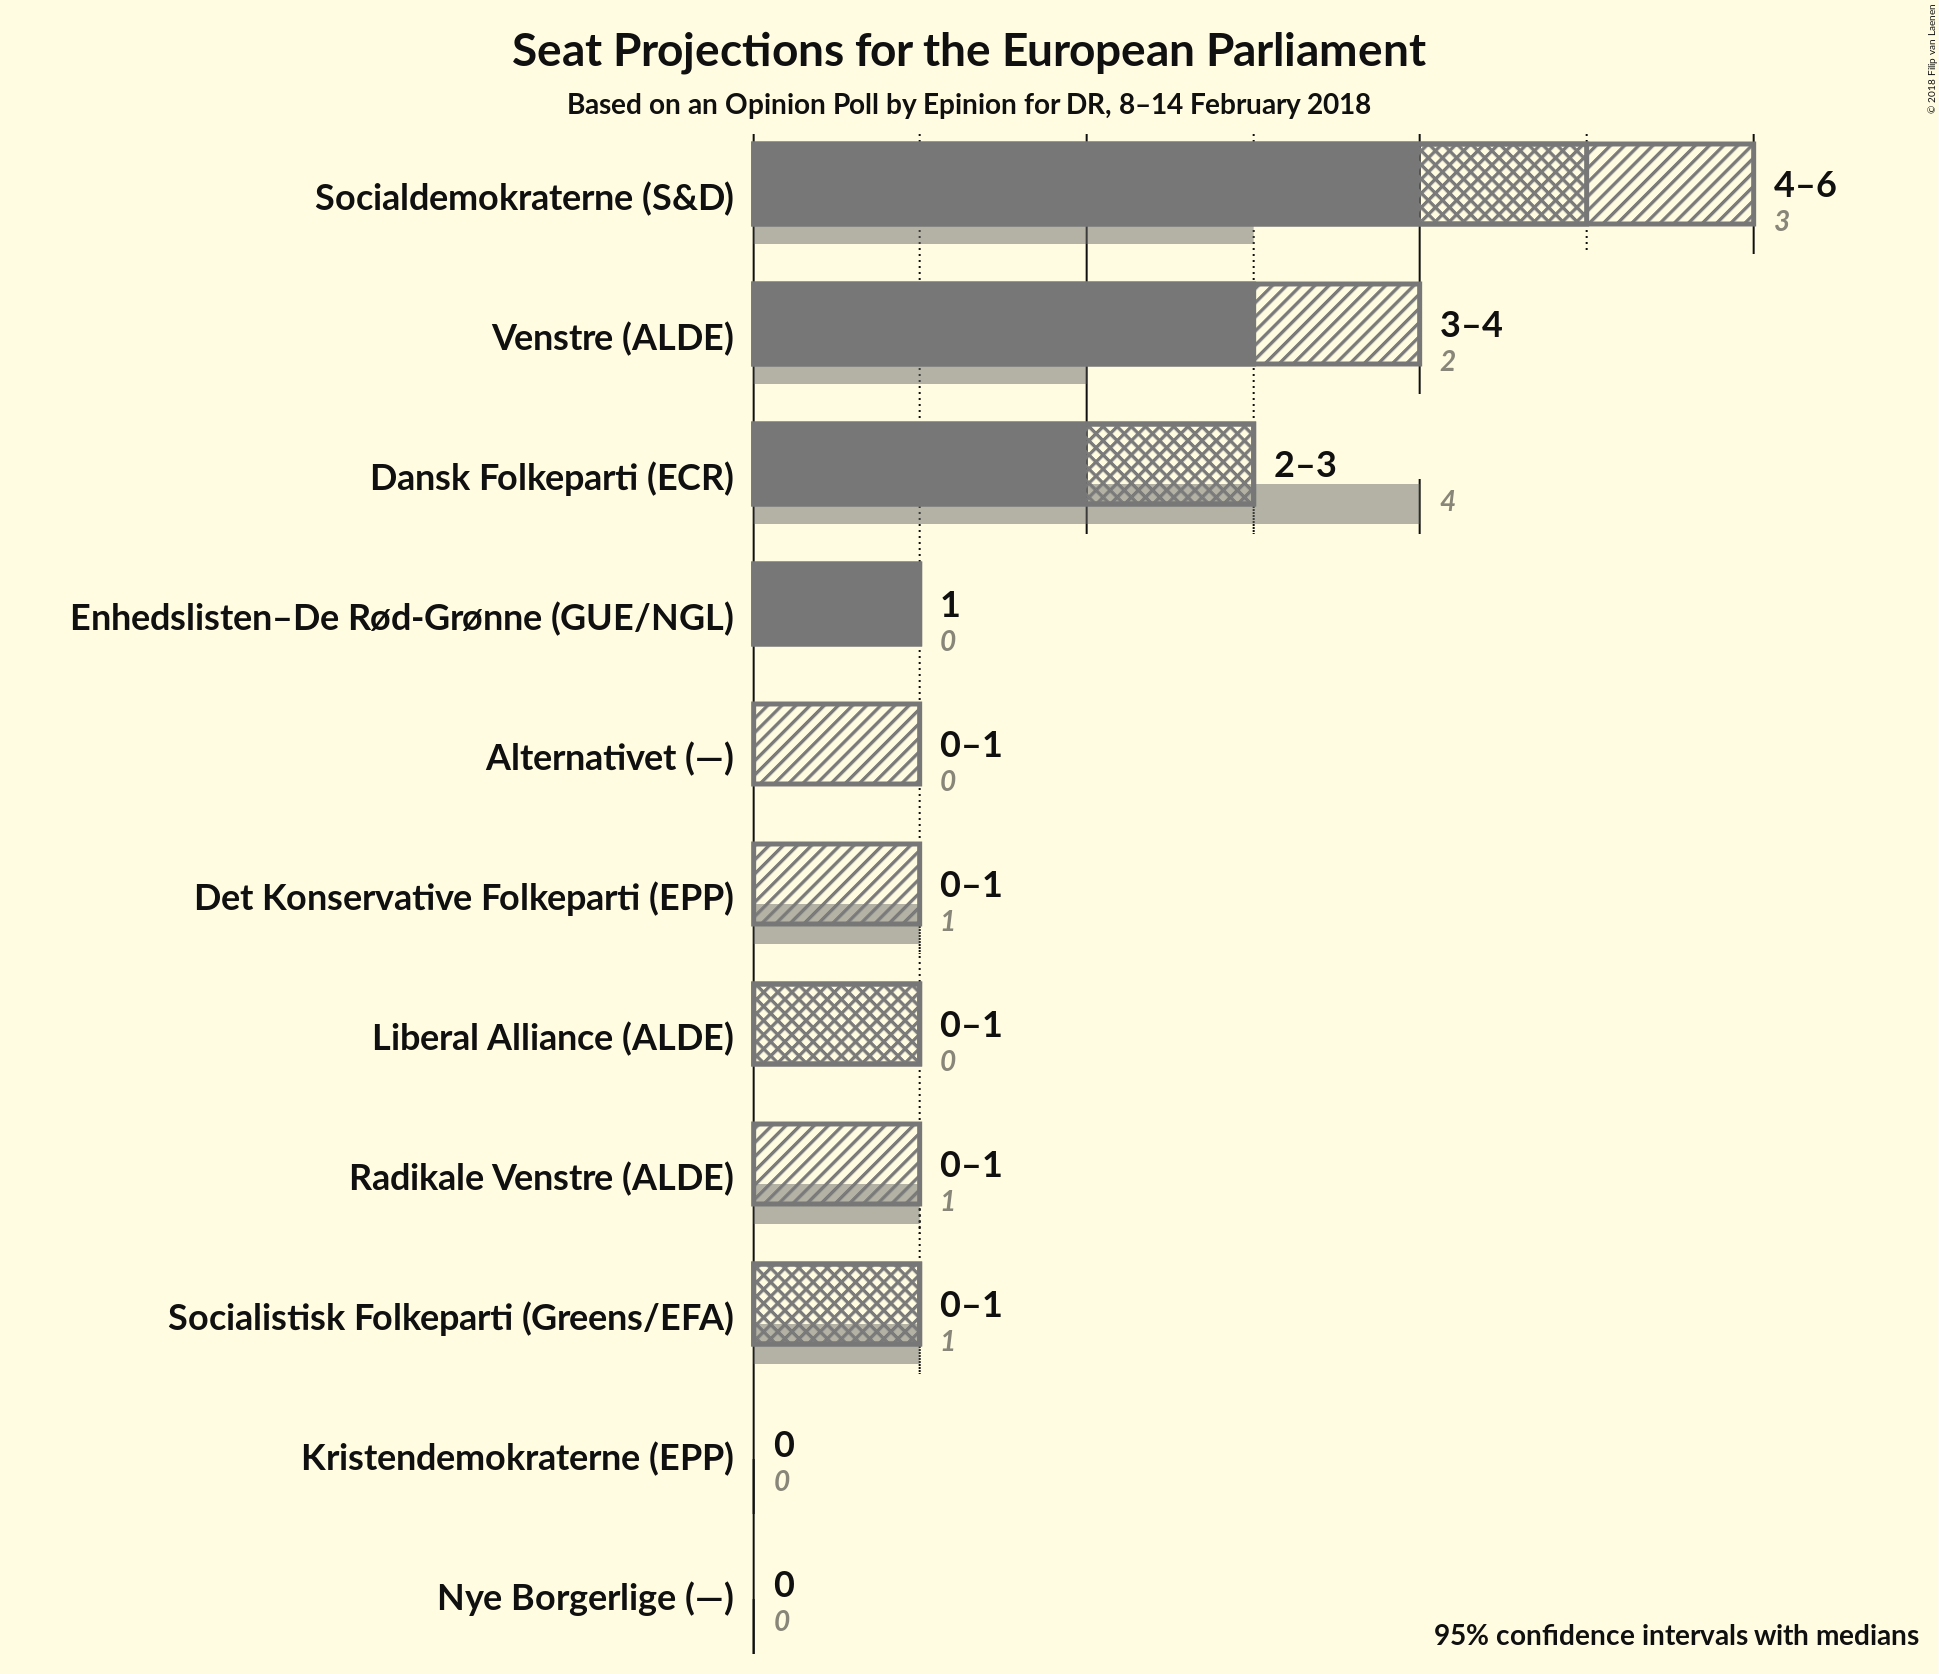 Seat Projections for the European Parliament
Based on an Opinion Poll by Epinion for DR, 8–14 February 2018
© 2018 Filip van Laenen
Socialdemokraterne (S&D)
4–6
3
Venstre (ALDE)
3–4
2
Dansk Folkeparti (ECR)
2–3
4
Enhedslisten–De Rød-Grønne (GUE/NGL)
1
0
Alternativet (—)
0–1
0
Det Konservative Folkeparti (EPP)
0–1
1
Liberal Alliance (ALDE)
0–1
0
Radikale Venstre (ALDE)
0–1
1
Socialistisk Folkeparti (Greens/EFA)
0–1
1
Kristendemokraterne (EPP)
0
0
Nye Borgerlige (—)
0
0
95% confidence intervals with medians